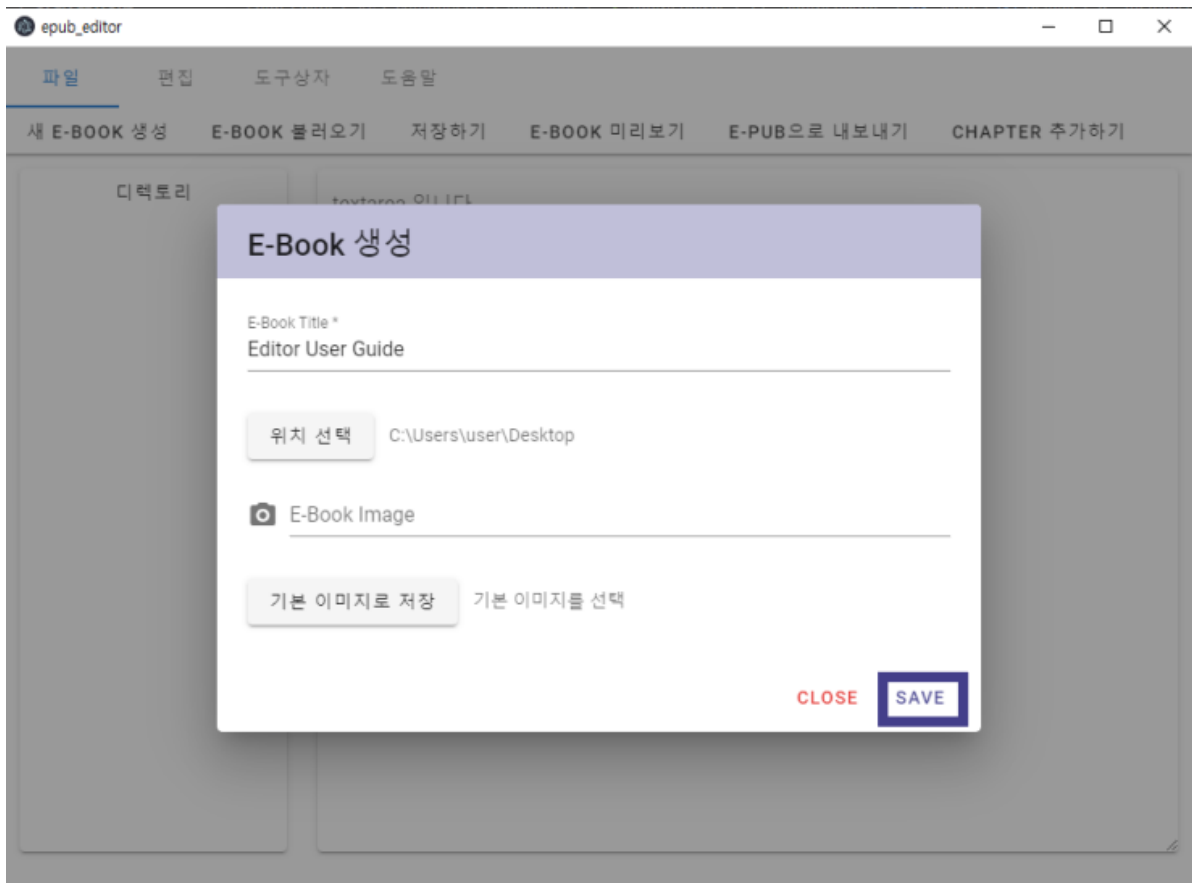 epub_editor
파일 편집 도구상자 도움말
새 E-BOOK 생성 E-BOOK 불러오기 저장하기 E-BOOK 미리보기 E-PUB으로 내보내기 CHAPTER 추가하기
디렉토리
textarea 입니다
E-Book 생성
E-Book Title *
Editor User Guide
위치 선택 C:\Users\user\Desktop
E-Book Image
기본 이미지로 저장 기본 이미지를 선택
CLOSE SAVE